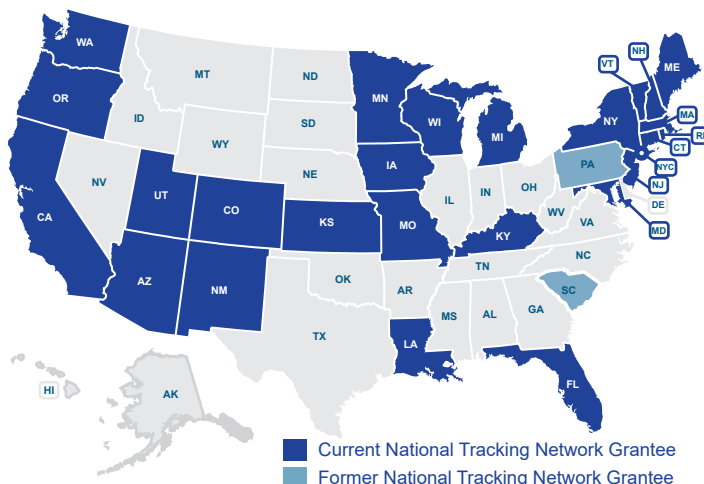 WA
NH
ME
VT
MT
ND
MN
OR
MA
ID
SD
WI
NY
RI
MI
CT
WY
PA
NYC
IA
NE
NJ
NV
OH
IL
IN
DE
UT
CO
WV
VA
MD
CA
KS
MO
KY
NC
TN
AZ
NM
OK
AR
SC
MS
AL
GA
TX
LA
HI
AK
FL
Current National Tracking Network Grantee
Former National Tracking Network Grantee